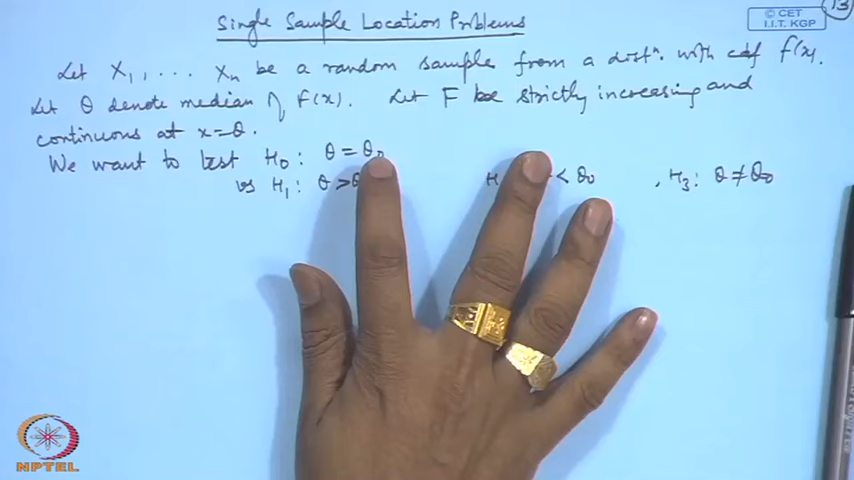 13
© CET
I.I.T. KGP
Single Sample Location Problems
Let X₁, ... Xₙ be a random sample from a distⁿ. with cdf F(x).
Let θ denote median of F(x). Let F be strictly increasing and
continuous at x=θ.
We want to test H₀: θ = θ₀
vs H₁: θ > θ < θ₀ , H₃: θ ≠ θ₀
NPTEL